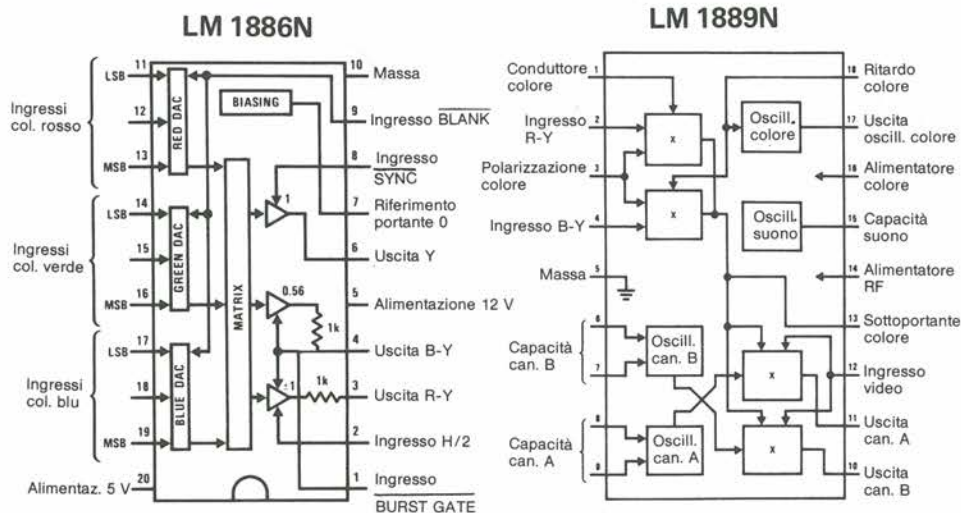 LM 1886N
LSB
11
12
MSB
13
Ingressi
col. rosso
RED DAC
LSB
14
15
MSB
16
Ingressi
col. verde
GREEN DAC
LSB
17
18
MSB
19
Ingressi
col. blu
BLUE DAC
Alimentaz. 5 V
20
BIASING
MATRIX
1
0.56
1k
:1
1k
10
Massa
9
Ingresso BLANK
8
Ingresso
SYNC
7
Riferimento
portante 0
6
Uscita Y
5
Alimentazione 12 V
4
Uscita B-Y
3
Uscita R-Y
2
Ingresso H/2
1
Ingresso
BURST GATE
LM 1889N
Conduttore
colore
1
Ingresso
R-Y
2
Polarizzazione
colore
3
Ingresso B-Y
4
Massa
5
Capacità
can. B
6
7
Capacità
can. A
8
9
x
x
Oscill.
colore
Oscill.
suono
Oscill.
can. B
Oscill.
can. A
x
x
18
Ritardo
colore
17
Uscita
oscill. colore
16
Alimentatore
colore
15
Capacità
suono
14
Alimentatore
RF
13
Sottoportante
colore
12
Ingresso
video
11
Uscita
can. A
10
Uscita
can. B